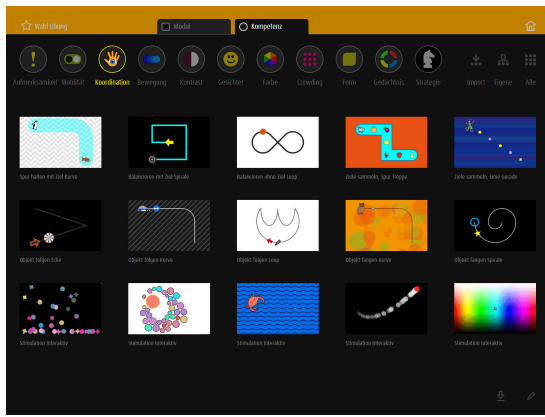 Wahl Übung
Modul
Kompetenz
Aufmerksamkeit Motilität Koordination Bewegung Kontrast Gesichter Farbe Crowding Form Gedächtnis Strategie Import Eigene Alle
Spur halten mit Ziel Kurve
Balancieren mit Ziel Spirale
Balancieren ohne Ziel Loop
Ziele sammeln, Spur Treppe
Ziele sammeln, Linie Gerade
Objekt folgen Ecke
Objekt folgen Kurve
Objekt folgen Loop
Objekt fangen Kurve
Objekt fangen Spirale
Stimulation Interaktiv
Stimulation Interaktiv
Stimulation Interaktiv
Stimulation Interaktiv
Stimulation Interaktiv